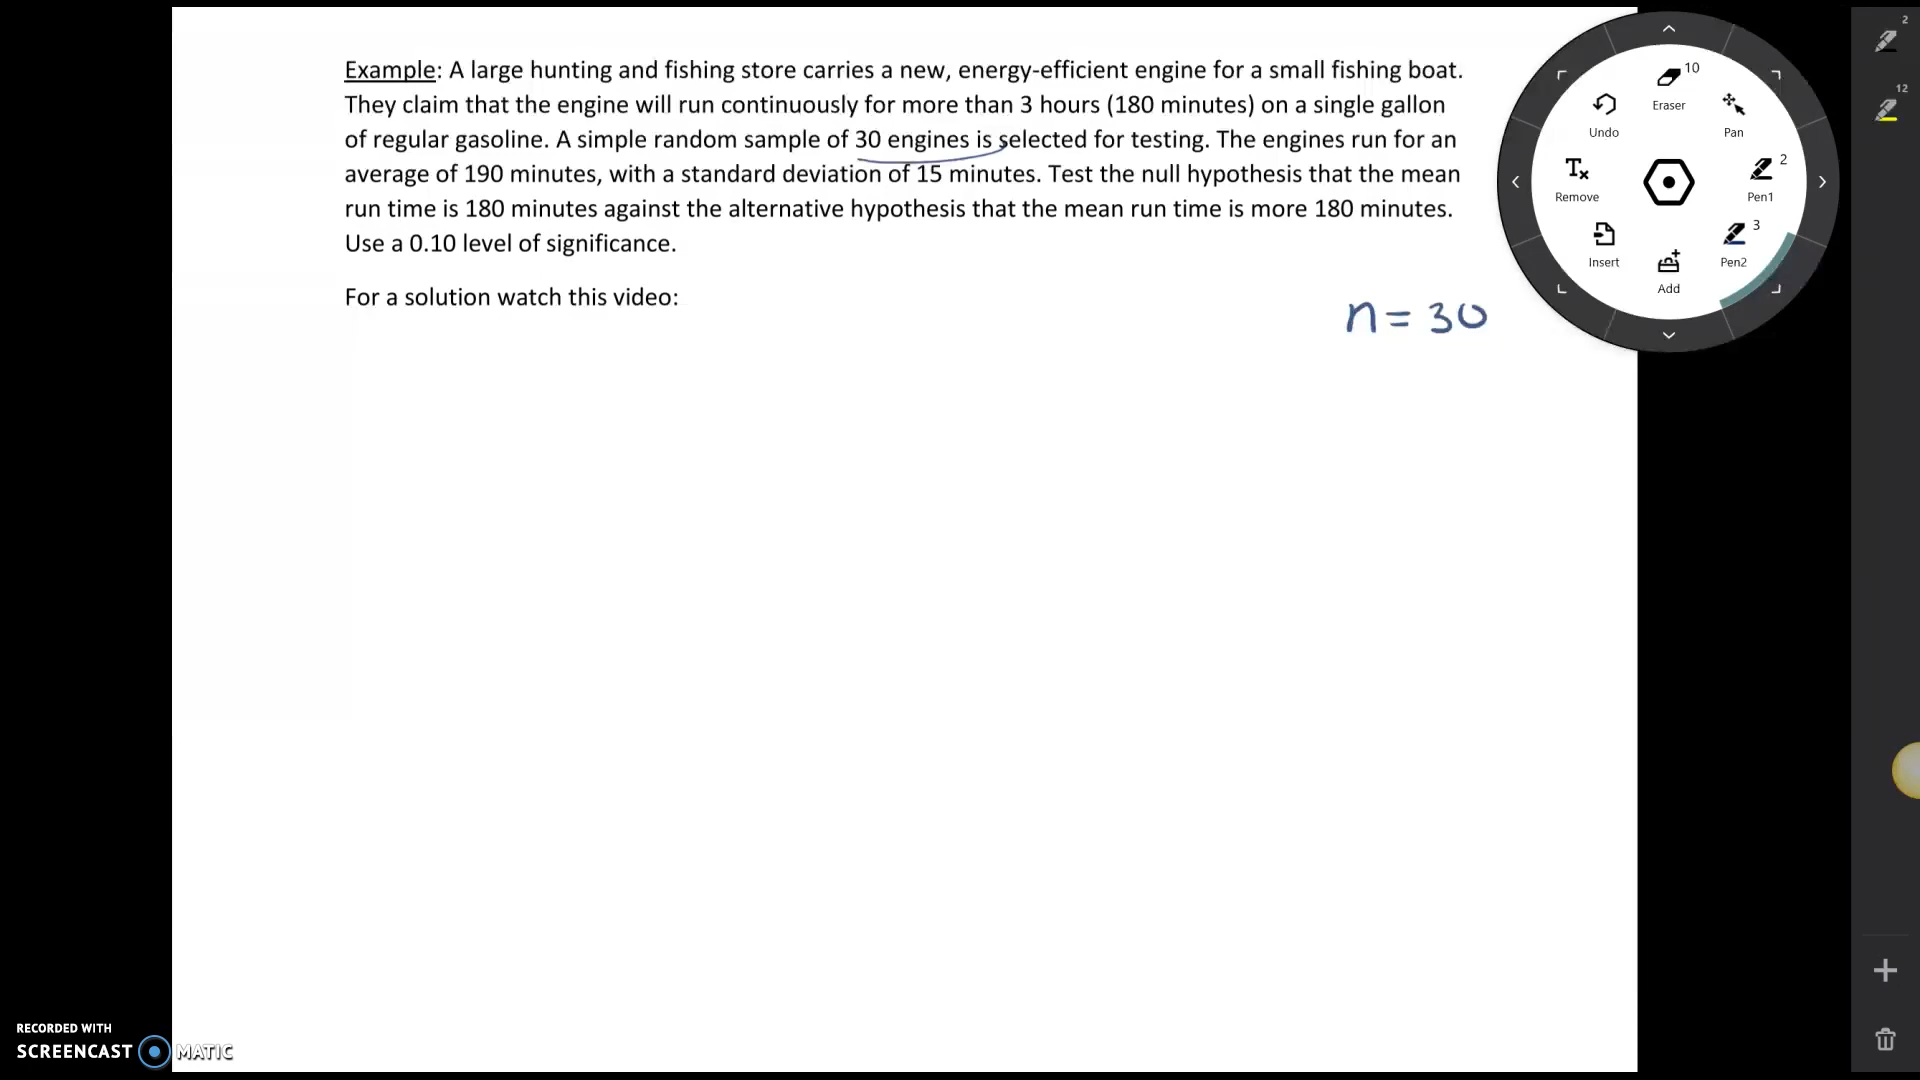 Example: A large hunting and fishing store carries a new, energy-efficient engine for a small fishing boat.
They claim that the engine will run continuously for more than 3 hours (180 minutes) on a single gallon
of regular gasoline. A simple random sample of 30 engines is selected for testing. The engines run for an
average of 190 minutes, with a standard deviation of 15 minutes. Test the null hypothesis that the mean
run time is 180 minutes against the alternative hypothesis that the mean run time is more 180 minutes.
Use a 0.10 level of significance.
For a solution watch this video:
n = 30
10
Eraser
Undo
Pan
Remove
2
Pen1
Insert
3
Pen2
Add
2
12
RECORDED WITH
SCREENCAST MATIC